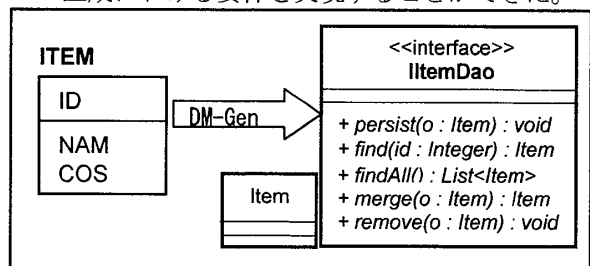 ITEM
ID
NAM
COS
DM-Gen
Item
<<interface>>
IItemDao
+ persist(o : Item) : void
+ find(id : Integer) : Item
+ findAll() : List<Item>
+ merge(o : Item) : Item
+ remove(o : Item) : void